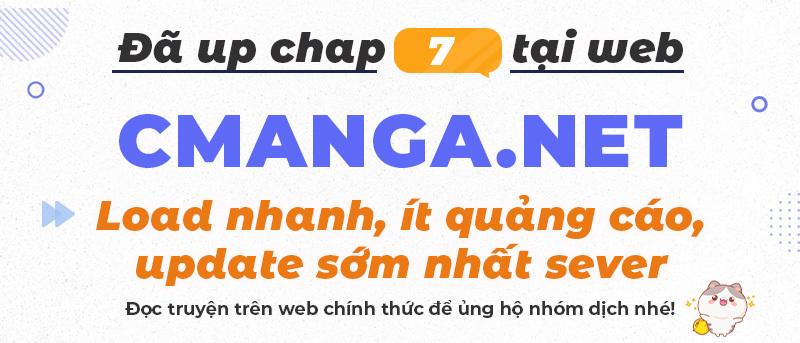 Đã up chap 7 tại web
CMANGA.NET
Load nhanh, ít quảng cáo,
update sớm nhất sever
Đọc truyện trên web chính thức để ủng hộ nhóm dịch nhé!